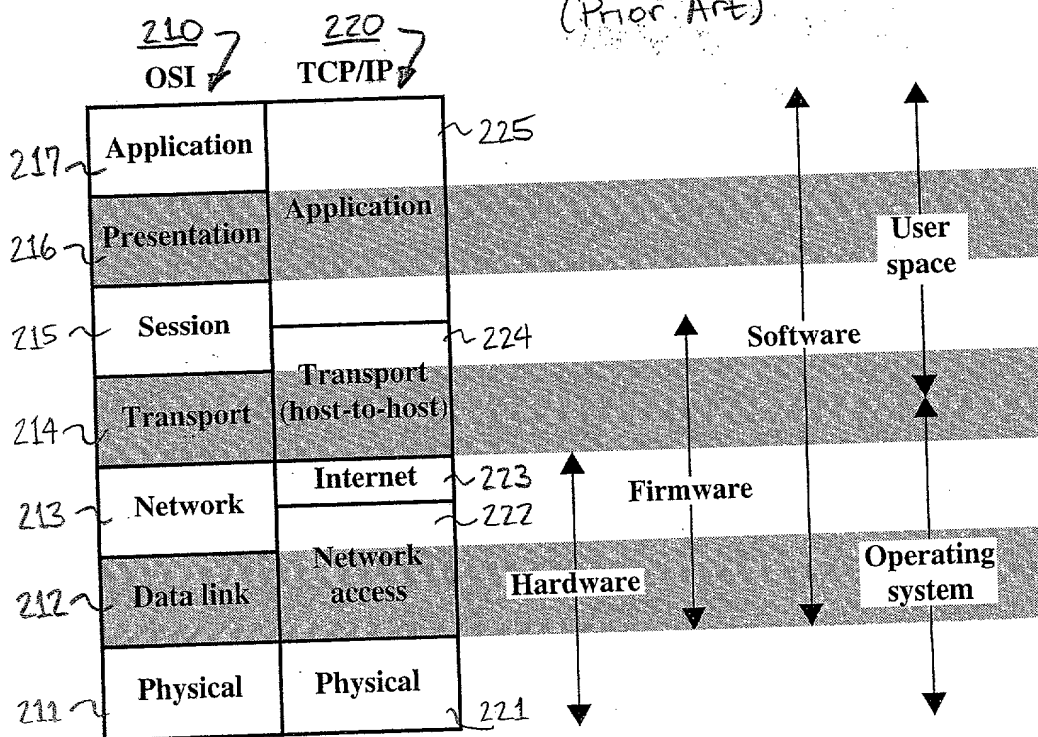 (Prior Art)
210
220
OSI
TCP/IP
217
Application
225
216
Presentation
Application
User
space
215
Session
224
Software
214
Transport
Transport
(host-to-host)
213
Network
Internet
223
222
Firmware
212
Data link
Network
access
Hardware
Operating
system
211
Physical
Physical
221